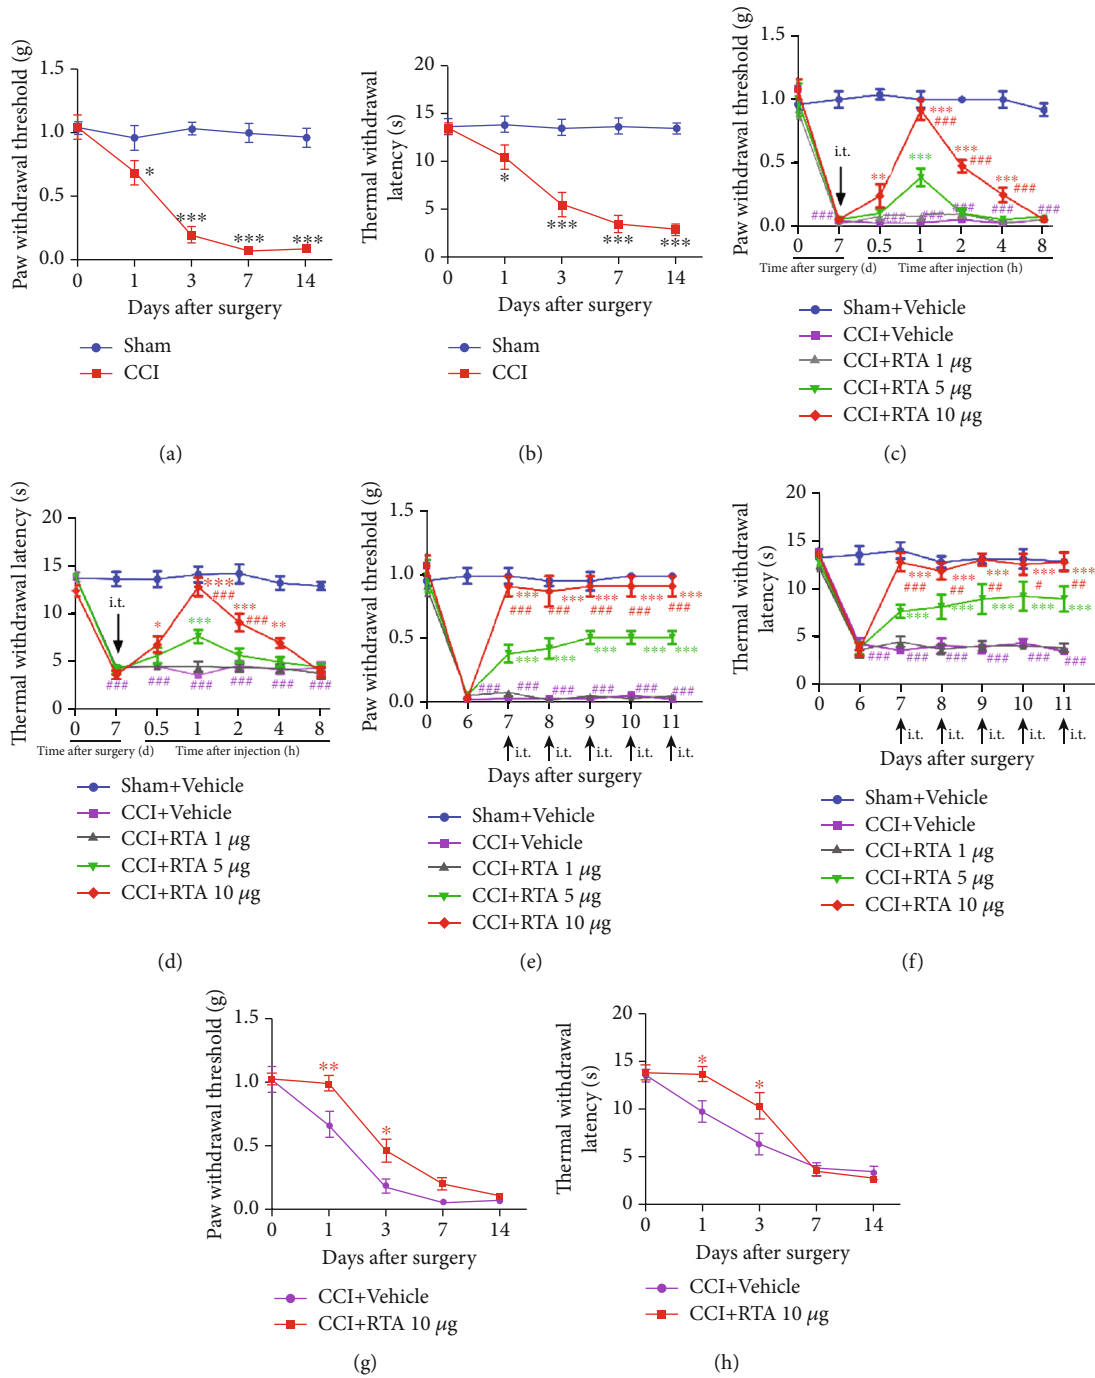 Paw withdrawal threshold (g)
1.5
1.0
0.5
0.0
*
***
***
***
0 1 3 7 14
Days after surgery
Sham
CCI
(a)
Thermal withdrawal
latency (s)
20
15
10
5
0
*
***
***
***
0 1 3 7 14
Days after surgery
Sham
CCI
(b)
Paw withdrawal threshold (g)
1.5
1.0
0.5
0.0
i.t.
***
###
***
***
###
**
***
###
### ### ### ### ### ###
0 7 0.5 1 2 4 8
Time after surgery (d) Time after injection (h)
Sham+Vehicle
CCI+Vehicle
CCI+RTA 1 μg
CCI+RTA 5 μg
CCI+RTA 10 μg
(c)
Thermal withdrawal latency (s)
20
15
10
5
0
i.t.
***
###
***
###
* *** **
### ### ### ### ### ###
0 7 0.5 1 2 4 8
Time after surgery (d) Time after injection (h)
Sham+Vehicle
CCI+Vehicle
CCI+RTA 1 μg
CCI+RTA 5 μg
CCI+RTA 10 μg
(d)
Paw withdrawal threshold (g)
1.5
1.0
0.5
0.0
*** *** *** *** ***
### ### ### ### ###
*** *** *** *** ***
### ### ### ### ### ###
0 6 7 8 9 10 11
i.t. i.t. i.t. i.t. i.t.
Days after surgery
Sham+Vehicle
CCI+Vehicle
CCI+RTA 1 μg
CCI+RTA 5 μg
CCI+RTA 10 μg
(e)
Thermal withdrawal
latency (s)
20
15
10
5
0
*** *** *** *** ***
### ## ## # ##
*** *** *** *** ***
### ### ### ### ### ###
0 6 7 8 9 10 11
i.t. i.t. i.t. i.t. i.t.
Days after surgery
Sham+Vehicle
CCI+Vehicle
CCI+RTA 1 μg
CCI+RTA 5 μg
CCI+RTA 10 μg
(f)
Paw withdrawal threshold (g)
1.5
1.0
0.5
0.0
**
*
0 1 3 7 14
Days after surgery
CCI+Vehicle
CCI+RTA 10 μg
(g)
Thermal withdrawal
latency (s)
20
15
10
5
0
*
*
0 1 3 7 14
Days after surgery
CCI+Vehicle
CCI+RTA 10 μg
(h)